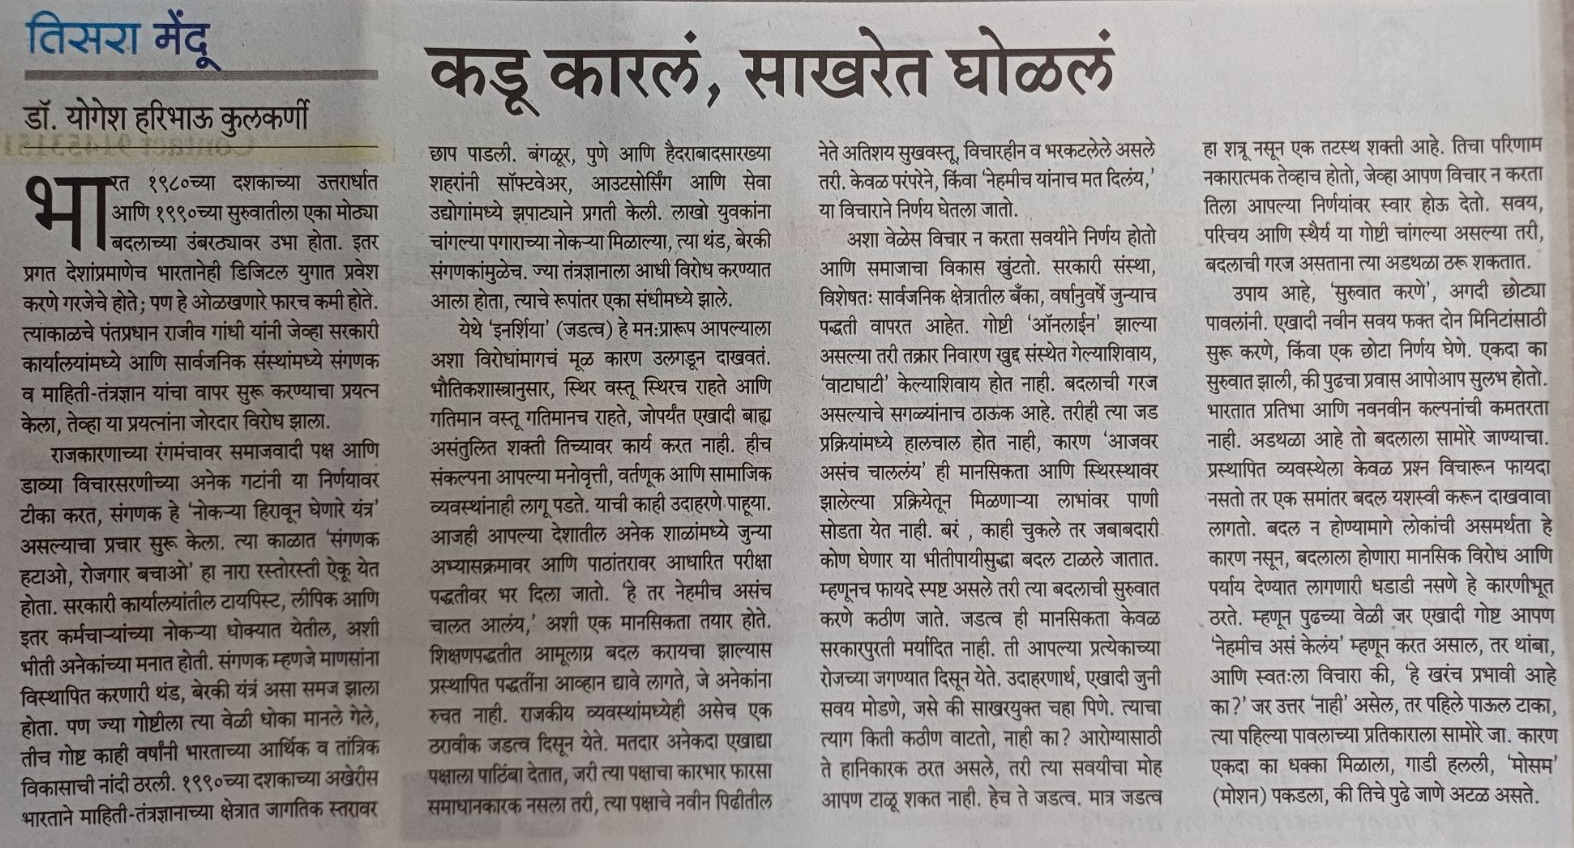 तिसरा मेंदू
डॉ. योगेश हरिभाऊ कुलकर्णी
कडू कारलं, साखरेत घोळलं
भारत १९८०च्या दशकाच्या उत्तरार्धात
आणि १९९०च्या सुरुवातीला एका मोठ्या
बदलाच्या उंबरठ्यावर उभा होता. इतर
प्रगत देशांप्रमाणेच भारतानेही डिजिटल युगात प्रवेश
करणे गरजेचे होते; पण हे ओळखणारे फारच कमी होते.
त्याकाळचे पंतप्रधान राजीव गांधी यांनी जेव्हा सरकारी
कार्यालयांमध्ये आणि सार्वजनिक संस्थांमध्ये संगणक
व माहिती-तंत्रज्ञान यांचा वापर सुरू करण्याचा प्रयत्न
केला, तेव्हा या प्रयत्नांना जोरदार विरोध झाला.
राजकारणाच्या रंगमंचावर समाजवादी पक्ष आणि
डाव्या विचारसरणीच्या अनेक गटांनी या निर्णयावर
टीका करत, संगणक हे ‘नोकऱ्या हिरावून घेणारे यंत्र’
असल्याचा प्रचार सुरू केला. त्या काळात ‘संगणक
हटाओ, रोजगार बचाओ’ हा नारा रस्तोरस्ती ऐकू येत
होता. सरकारी कार्यालयांतील टायपिस्ट, लीपिक आणि
इतर कर्मचाऱ्यांच्या नोकऱ्या धोक्यात येतील, अशी
भीती अनेकांच्या मनात होती. संगणक म्हणजे माणसांना
विस्थापित करणारी थंड, बेरकी यंत्रं असा समज झाला
होता. पण ज्या गोष्टीला त्या वेळी धोका मानले गेले,
तीच गोष्ट काही वर्षांनी भारताच्या आर्थिक व तांत्रिक
विकासाची नांदी ठरली. १९९०च्या दशकाच्या अखेरीस
भारताने माहिती-तंत्रज्ञानाच्या क्षेत्रात जागतिक स्तरावर
छाप पाडली. बंगळूर, पुणे आणि हैदराबादसारख्या
शहरांनी सॉफ्टवेअर, आउटसोर्सिंग आणि सेवा
उद्योगांमध्ये झपाट्याने प्रगती केली. लाखो युवकांना
चांगल्या पगाराच्या नोकऱ्या मिळाल्या, त्या थंड, बेरकी
संगणकांमुळेच. ज्या तंत्रज्ञानाला आधी विरोध करण्यात
आला होता, त्याचे रूपांतर एका संधीमध्ये झाले.
येथे ‘इनर्शिया’ (जडत्व) हे मन:प्रारूप आपल्याला
अशा विरोधांमागचं मूळ कारण उलगडून दाखवतं.
भौतिकशास्त्रानुसार, स्थिर वस्तू स्थिरच राहते आणि
गतिमान वस्तू गतिमानच राहते, जोपर्यंत एखादी बाह्य
असंतुलित शक्ती तिच्यावर कार्य करत नाही. हीच
संकल्पना आपल्या मनोवृत्ती, वर्तणूक आणि सामाजिक
व्यवस्थांनाही लागू पडते. याची काही उदाहरणे पाहूया.
आजही आपल्या देशातील अनेक शाळांमध्ये जुन्या
अभ्यासक्रमावर आणि पाठांतरावर आधारित परीक्षा
पद्धतीवर भर दिला जातो. ‘हे तर नेहमीच असंच
चालत आलंय,’ अशी एक मानसिकता तयार होते.
शिक्षणपद्धतीत आमूलाग्र बदल करायचा झाल्यास
प्रस्थापित पद्धतींना आव्हान द्यावे लागते, जे अनेकांना
रुचत नाही. राजकीय व्यवस्थांमध्येही असेच एक
ठरावीक जडत्व दिसून येते. मतदार अनेकदा एखाद्या
पक्षाला पाठिंबा देतात, जरी त्या पक्षाचा कारभार फारसा
समाधानकारक नसला तरी, त्या पक्षाचे नवीन पिढीतील
नेते अतिशय सुखवस्तू, विचारहीन व भरकटलेले असले
तरी. केवळ परंपरेने, किंवा ‘नेहमीच यांनाच मत दिलंय,’
या विचाराने निर्णय घेतला जातो.
अशा वेळेस विचार न करता सवयीने निर्णय होतो
आणि समाजाचा विकास खुंटतो. सरकारी संस्था,
विशेषतः सार्वजनिक क्षेत्रातील बँका, वर्षानुवर्षे जुन्याच
पद्धती वापरत आहेत. गोष्टी ‘ऑनलाईन’ झाल्या
असल्या तरी तक्रार निवारण खुद्द संस्थेत गेल्याशिवाय,
‘वाटाघाटी’ केल्याशिवाय होत नाही. बदलाची गरज
असल्याचे सगळ्यांनाच ठाऊक आहे. तरीही त्या जड
प्रक्रियांमध्ये हालचाल होत नाही, कारण ‘आजवर
असंच चाललंय’ ही मानसिकता आणि स्थिरस्थावर
झालेल्या प्रक्रियेतून मिळणाऱ्या लाभांवर पाणी
सोडता येत नाही. बरं , काही चुकले तर जबाबदारी
कोण घेणार या भीतीपायीसुद्धा बदल टाळले जातात.
म्हणूनच फायदे स्पष्ट असले तरी त्या बदलाची सुरुवात
करणे कठीण जाते. जडत्व ही मानसिकता केवळ
सरकारपुरती मर्यादित नाही. ती आपल्या प्रत्येकाच्या
रोजच्या जगण्यात दिसून येते. उदाहरणार्थ, एखादी जुनी
सवय मोडणे, जसे की साखरयुक्त चहा पिणे. त्याचा
त्याग किती कठीण वाटतो, नाही का? आरोग्यासाठी
ते हानिकारक ठरत असले, तरी त्या सवयीचा मोह
आपण टाळू शकत नाही. हेच ते जडत्व. मात्र जडत्व
हा शत्रू नसून एक तटस्थ शक्ती आहे. तिचा परिणाम
नकारात्मक तेव्हाच होतो, जेव्हा आपण विचार न करता
तिला आपल्या निर्णयांवर स्वार होऊ देतो. सवय,
परिचय आणि स्थैर्य या गोष्टी चांगल्या असल्या तरी,
बदलाची गरज असताना त्या अडथळा ठरू शकतात.
उपाय आहे, ‘सुरुवात करणे’, अगदी छोट्या
पावलांनी. एखादी नवीन सवय फक्त दोन मिनिटांसाठी
सुरू करणे, किंवा एक छोटा निर्णय घेणे. एकदा का
सुरुवात झाली, की पुढचा प्रवास आपोआप सुलभ होतो.
भारतात प्रतिभा आणि नवनवीन कल्पनांची कमतरता
नाही. अडथळा आहे तो बदलाला सामोरे जाण्याचा.
प्रस्थापित व्यवस्थेला केवळ प्रश्न विचारून फायदा
नसतो तर एक समांतर बदल यशस्वी करून दाखवावा
लागतो. बदल न होण्यामागे लोकांची असमर्थता हे
कारण नसून, बदलाला होणारा मानसिक विरोध आणि
पर्याय देण्यात लागणारी धडाडी नसणे हे कारणीभूत
ठरते. म्हणून पुढच्या वेळी जर एखादी गोष्ट आपण
‘नेहमीच असं केलंय’ म्हणून करत असाल, तर थांबा,
आणि स्वतःला विचारा की, ‘हे खरंच प्रभावी आहे
का?’ जर उत्तर ‘नाही’ असेल, तर पहिले पाऊल टाका,
त्या पहिल्या पावलाच्या प्रतिकाराला सामोरे जा. कारण
एकदा का धक्का मिळाला, गाडी हलली, ‘मोसम’
(मोशन) पकडला, की तिचे पुढे जाणे अटळ असते.